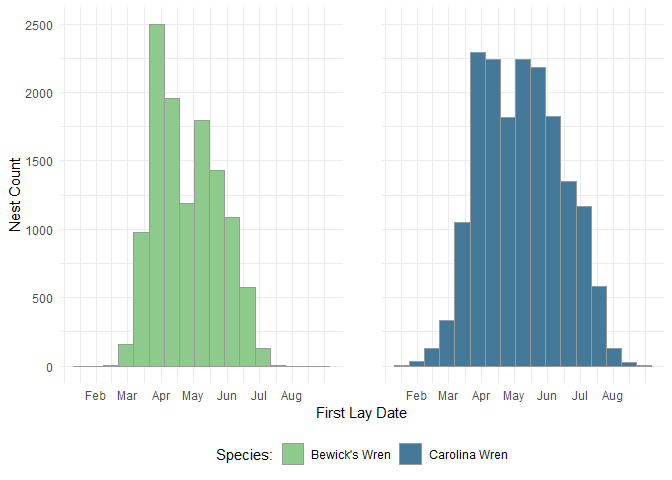 2500
2000
1500
1000
500
0
Nest Count
Feb Mar Apr May Jun Jul Aug
Feb Mar Apr May Jun Jul Aug
First Lay Date
Species: Bewick's Wren Carolina Wren